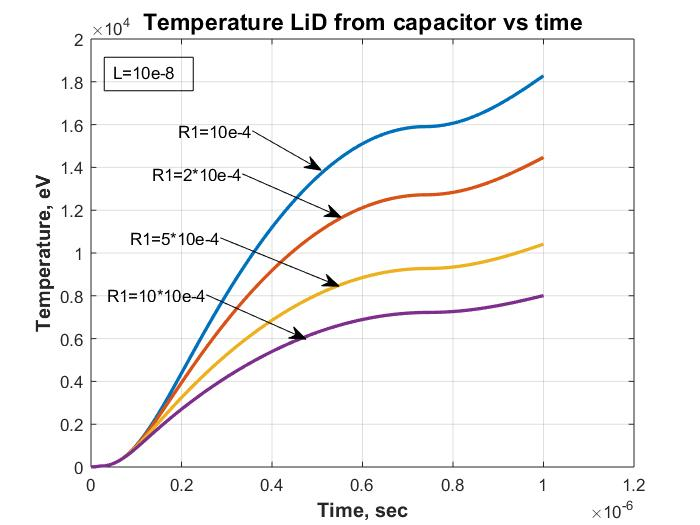 ×10⁴
Temperature LiD from capacitor vs time
2
1.8
1.6
1.4
1.2
1
0.8
0.6
0.4
0.2
0
Temperature, eV
L=10e-8
R1=10e-4
R1=2*10e-4
R1=5*10e-4
R1=10*10e-4
0 0.2 0.4 0.6 0.8 1 1.2
Time, sec
×10⁻⁶